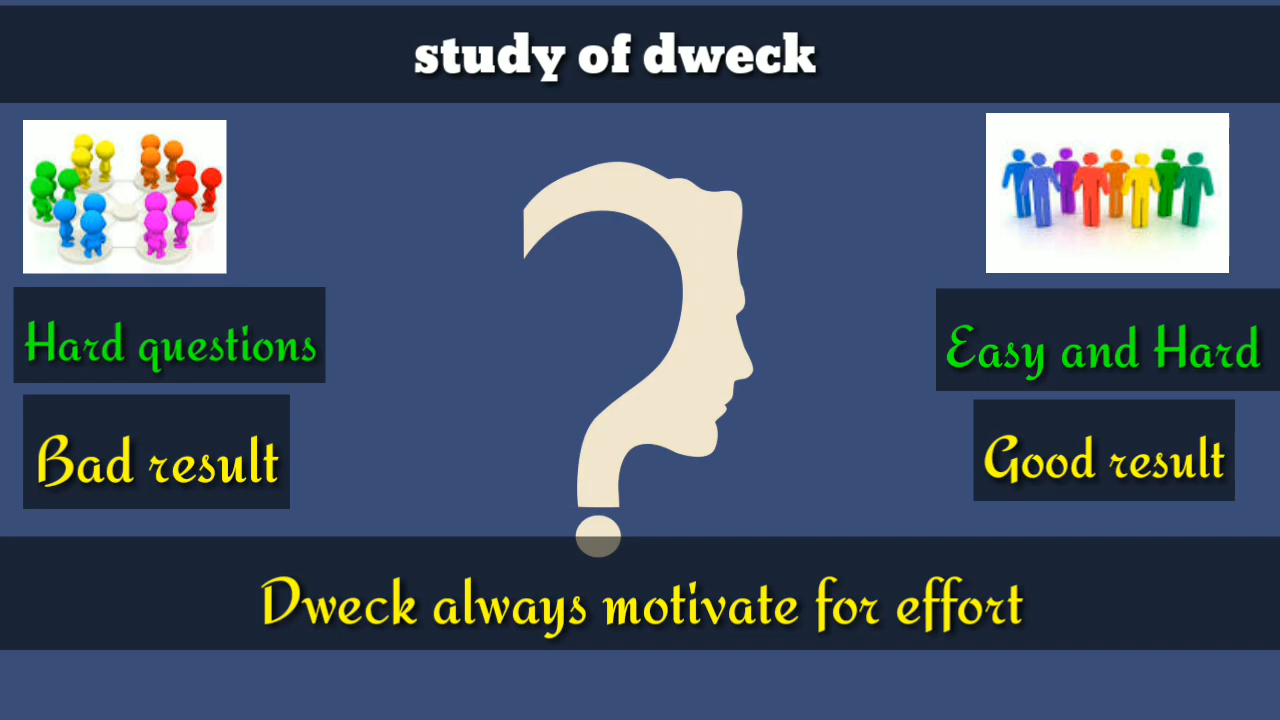 study of dweck
Hard questions
Bad result
Easy and Hard
Good result
Dweck always motivate for effort